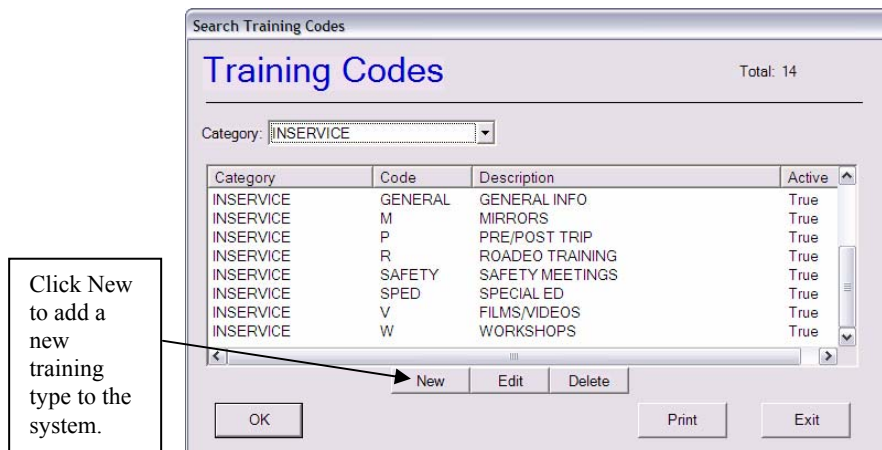 Search Training Codes
Training Codes
Total: 14
Category: INSERVICE
Category Code Description Active
INSERVICE GENERAL GENERAL INFO True
INSERVICE M MIRRORS True
INSERVICE P PRE/POST TRIP True
INSERVICE R ROADEO TRAINING True
INSERVICE SAFETY SAFETY MEETINGS True
INSERVICE SPED SPECIAL ED True
INSERVICE V FILMS/VIDEOS True
INSERVICE W WORKSHOPS True
New Edit Delete
OK Print Exit
Click New
to add a
new
training
type to the
system.